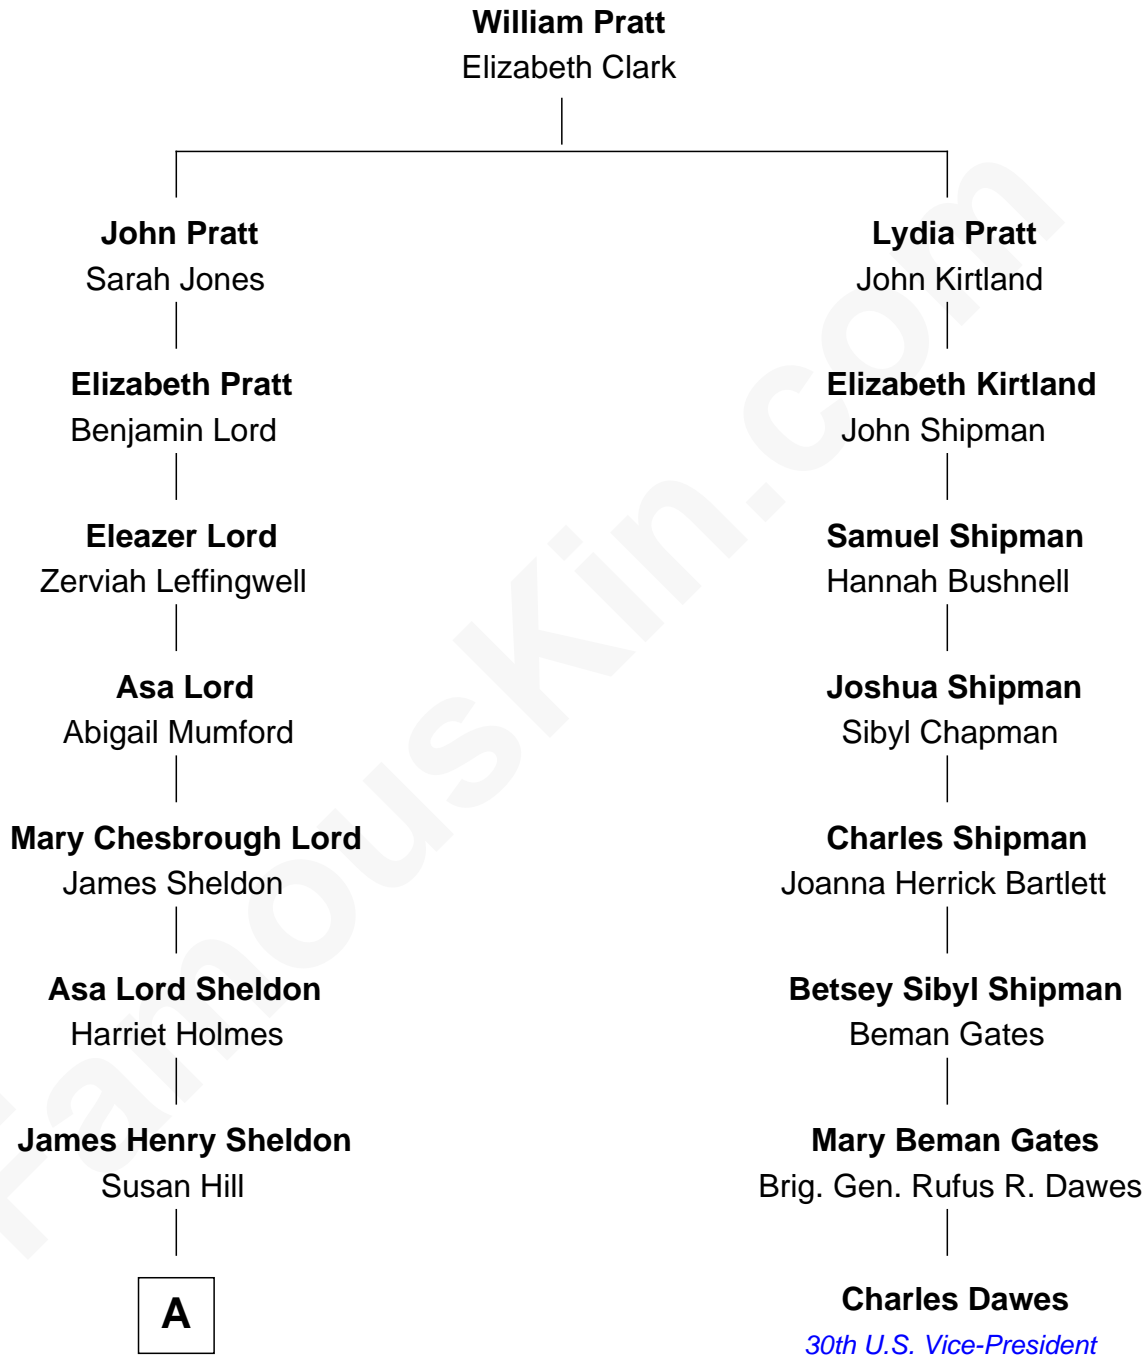 William Pratt
Elizabeth Clark
John Pratt
Sarah Jones
Lydia Pratt
John Kirtland
Elizabeth Pratt
Benjamin Lord
Elizabeth Kirtland
John Shipman
Eleazer Lord
Zerviah Leffingwell
Samuel Shipman
Hannah Bushnell
Asa Lord
Abigail Mumford
Joshua Shipman
Sibyl Chapman
Mary Chesbrough Lord
James Sheldon
Charles Shipman
Joanna Herrick Bartlett
Asa Lord Sheldon
Harriet Holmes
Betsey Sibyl Shipman
Beman Gates
James Henry Sheldon
Susan Hill
Mary Beman Gates
Brig. Gen. Rufus R. Dawes
A
Charles Dawes
30th U.S. Vice-President
FamousKin.com